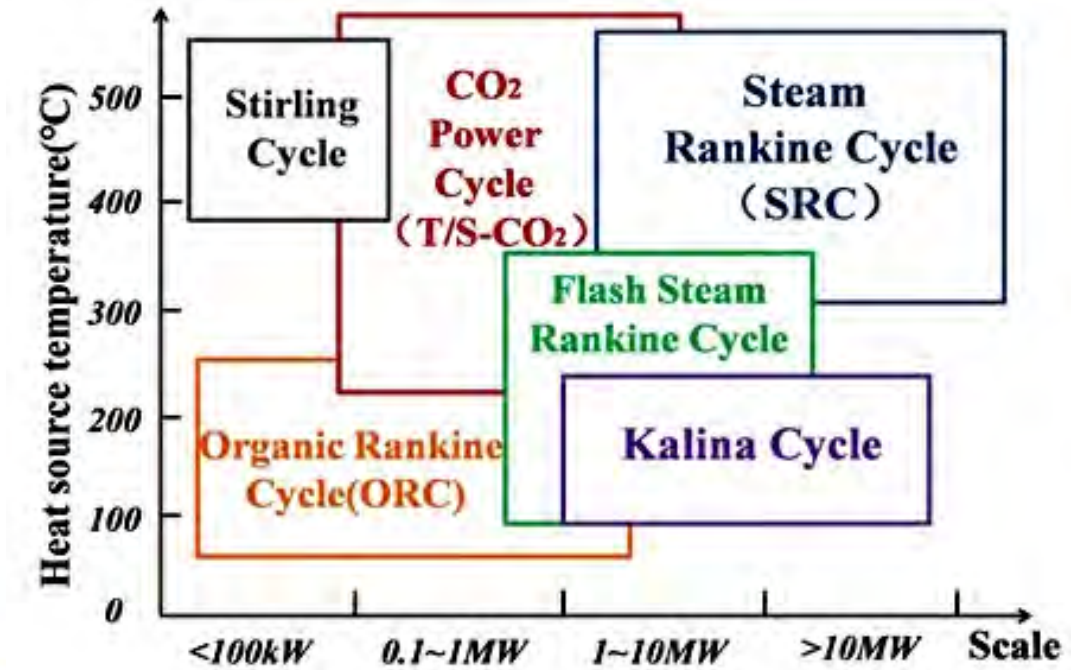 Heat source temperature(°C)
500
400
300
200
100
0
Stirling
Cycle
CO₂
Power
Cycle
（T/S-CO₂）
Steam
Rankine Cycle
（SRC）
Flash Steam
Rankine Cycle
Organic Rankine
Cycle(ORC)
Kalina Cycle
<100kW
0.1~1MW
1~10MW
>10MW
Scale